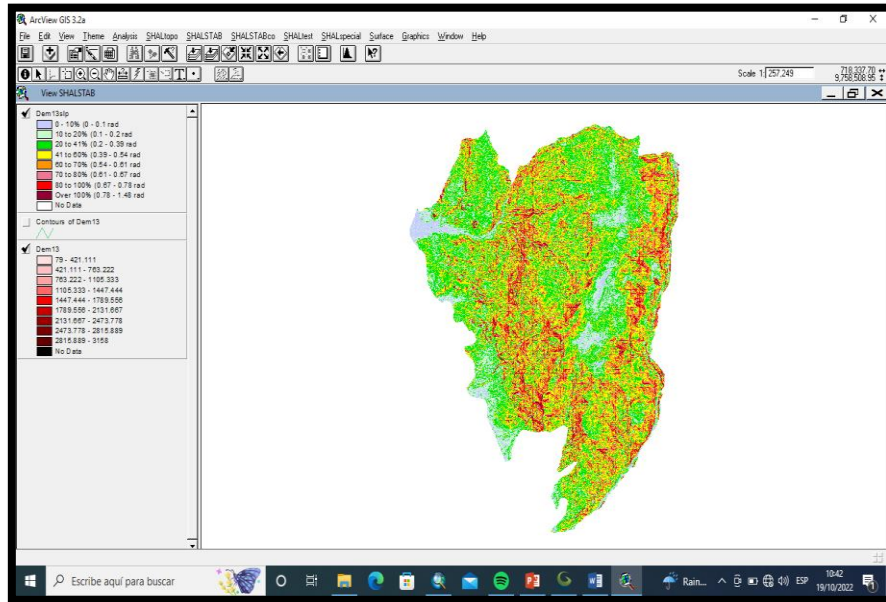 ArcView GIS 3.2a
File Edit View Theme Analysis SHALtopo SHALSTAB SHALSTABco SHALtest SHALspecial Surface Graphics Window Help
Scale 1: 257,249
718,337.70
9,758,508.95
View SHALSTAB
Dem13slp
0 - 10% (0 - 0.1 rad
10 to 20% (0.1 - 0.2 rad
20 to 41% (0.2 - 0.39 rad
41 to 60% (0.39 - 0.54 rad
60 to 70% (0.54 - 0.61 rad
70 to 80% (0.61 - 0.67 rad
80 to 100% (0.67 - 0.78 rad
Over 100% (0.78 - 1.48 rad
No Data
Contours of Dem13
Dem13
79 - 421.111
421.111 - 763.222
763.222 - 1105.333
1105.333 - 1447.444
1447.444 - 1789.556
1789.556 - 2131.667
2131.667 - 2473.778
2473.778 - 2815.889
2815.889 - 3158
No Data
Escribe aquí para buscar
Rain...
ESP
10:42
19/10/2022